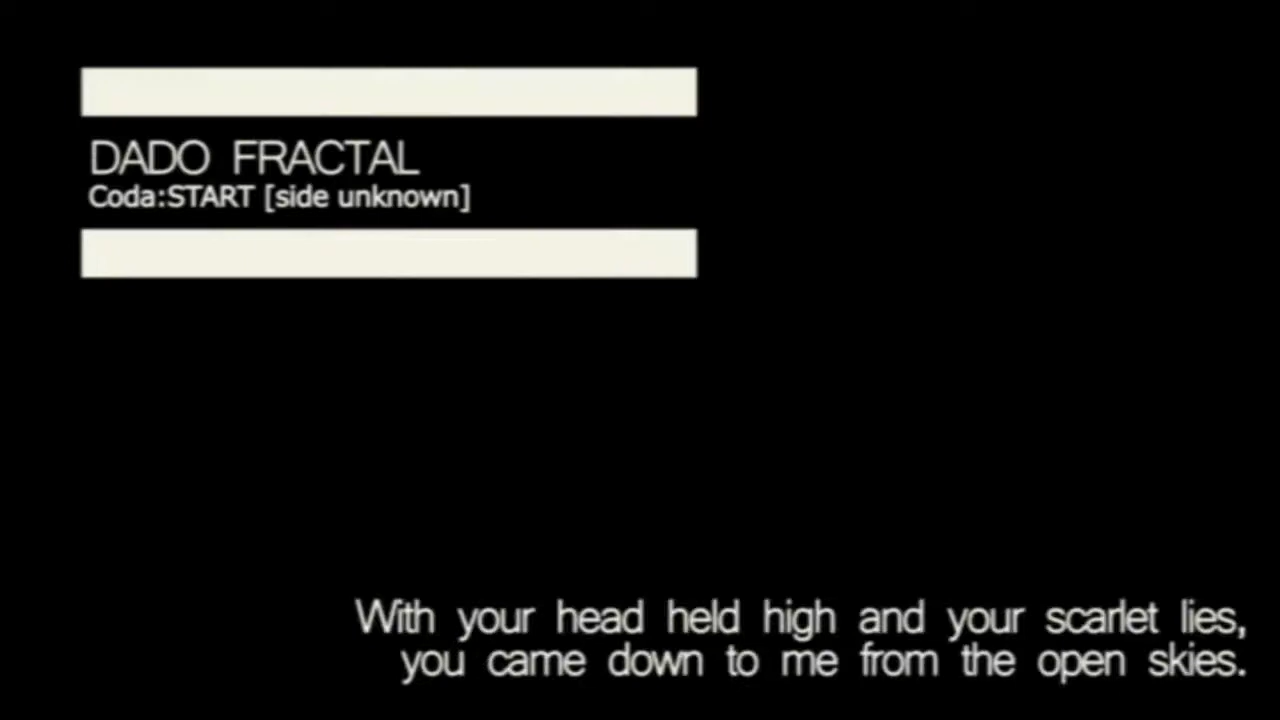 DADO FRACTAL
Coda:START [side unknown]
With your head held high and your scarlet lies,
you came down to me from the open skies.